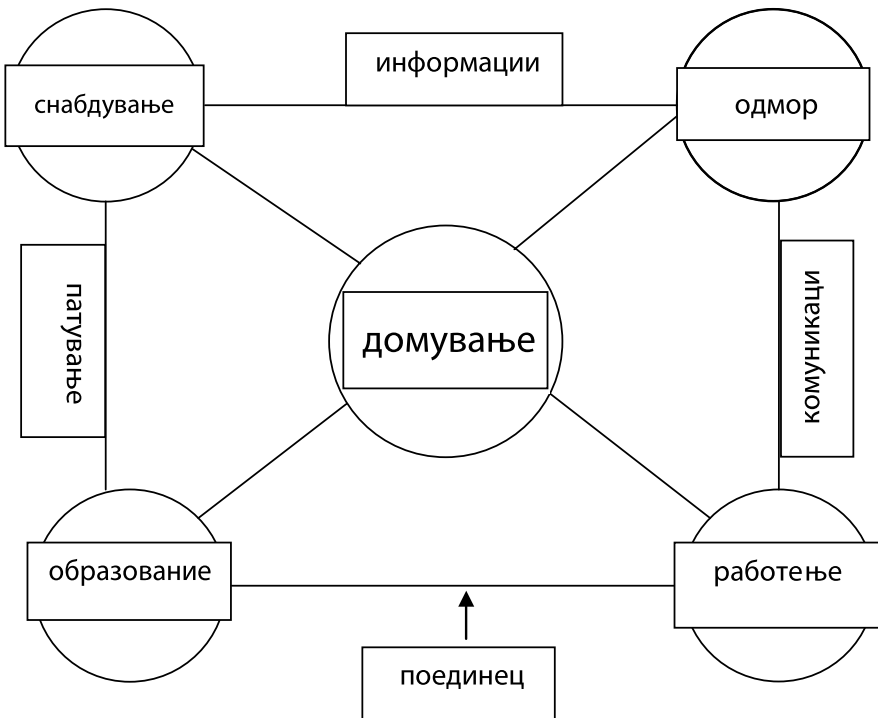 информации
снабдување
одмор
патување
домување
комуникаци
образование
работење
поединец